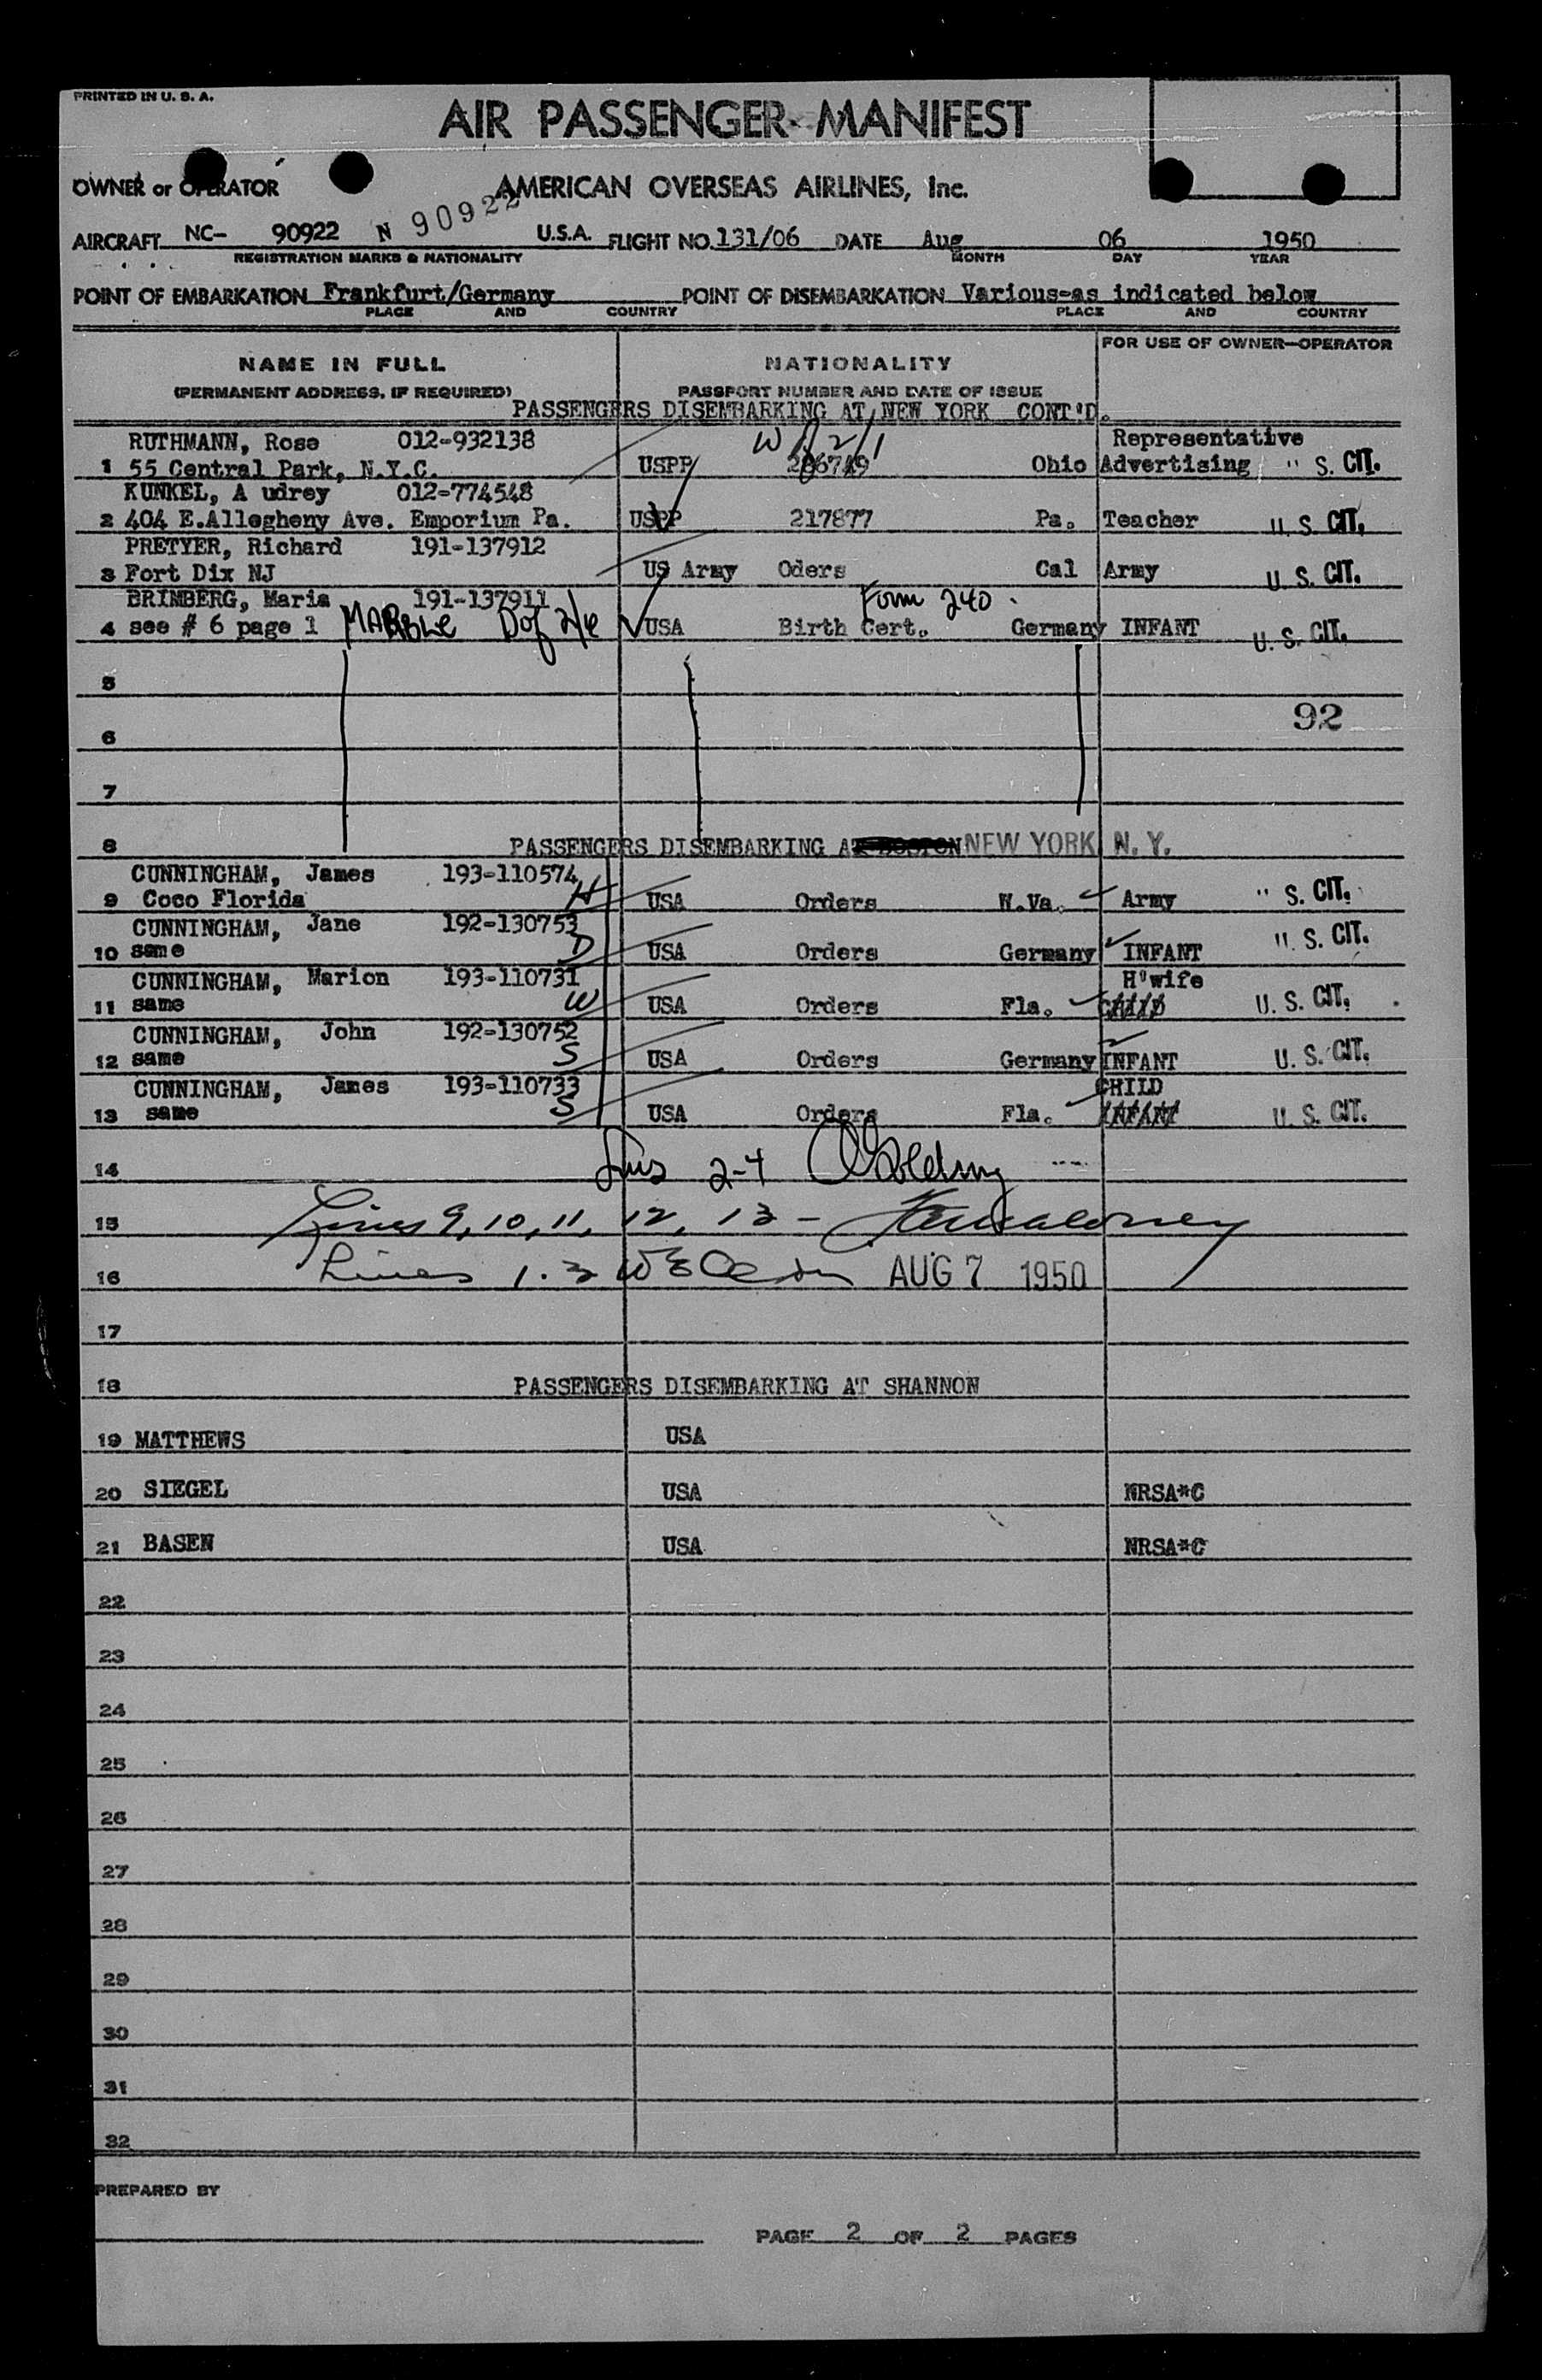 PRINTED IN U. S. A.
AIR PASSENGER MANIFEST
OWNER or OPERATOR AMERICAN OVERSEAS AIRLINES, Inc.
AIRCRAFT NC- 90922 N 90922 U.S.A. FLIGHT NO. 131/06 DATE Aug 06 1950
REGISTRATION MARKS & NATIONALITY MONTH DAY YEAR
POINT OF EMBARKATION Frankfurt/Germany POINT OF DISEMBARKATION Various-as indicated below
PLACE AND COUNTRY PLACE AND COUNTRY
FOR USE OF OWNER—OPERATOR
NAME IN FULL NATIONALITY
(PERMANENT ADDRESS, IF REQUIRED) PASSPORT NUMBER AND DATE OF ISSUE
PASSENGERS DISEMBARKING AT NEW YORK CONT'D.
RUTHMANN, Rose 012-932138 Representative
1 55 Central Park, N.Y.C. USPP Ohio Advertising " S. CIT.
KUNKEL, A udrey 012-774548
2 404 E.Allegheny Ave. Emporium Pa. USPP 217877 Pa. Teacher U. S. CIT.
PRETYER, Richard 191-137912
3 Fort Dix NJ US Army Oders Cal Army U. S. CIT.
BRIMBERG, Maria 191-137911 Form 240
4 see # 6 page 1 MARBLE USA Birth Cert. Germany INFANT U. S. CIT.
5
92
6
7
8 PASSENGERS DISEMBARKING AT BOSTON NEW YORK N. Y.
CUNNINGHAM, James 193-110574 H
9 Coco Florida USA Orders W.Va. Army " S. CIT.
CUNNINGHAM, Jane 192-130753 D
10 same USA Orders Germany INFANT U. S. CIT.
CUNNINGHAM, Marion 193-110731 H'wife
11 same W USA Orders Fla. CHILD U. S. CIT.
CUNNINGHAM, John 192-130752
12 same S USA Orders Germany INFANT U. S. CIT.
CUNNINGHAM, James 193-110733 CHILD
13 same S USA Orders Fla. INFANT U. S. CIT.
14 Lns 2-4 Golding
15 Lines 9, 10, 11, 12, 13 -
16 Lines 1.3 AUG 7 1950
17
18 PASSENGERS DISEMBARKING AT SHANNON
19 MATTHEWS USA
20 SIEGEL USA NRSA*C
21 BASEN USA NRSA*C
22
23
24
25
26
27
28
29
30
31
32
PREPARED BY
PAGE 2 OF 2 PAGES